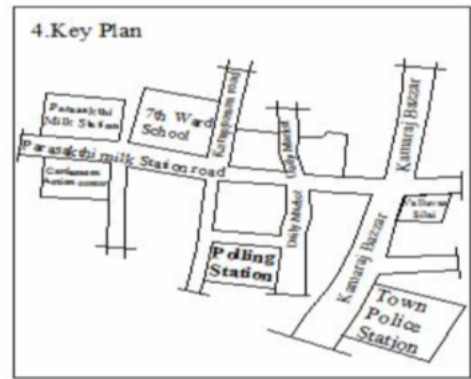 4.Key Plan
Parasakthi
Milk Station
7th Ward
School
Daily Market
Kamaraj Bazzar
Parasakthi milk Station road
Daily Market
Kamaraj Bazzar
Polling
Station
Town
Police
Station